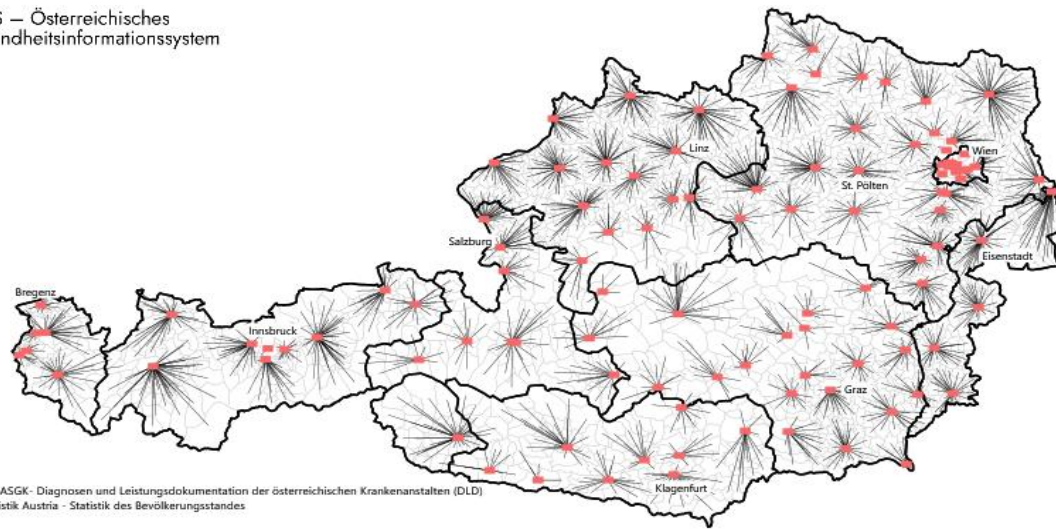 S – Österreichisches
ndheitsinformationssystem
Linz
Wien
St. Pölten
Salzburg
Eisenstadt
Bregenz
Innsbruck
Graz
ASGK- Diagnosen und Leistungsdokumentation der österreichischen Krankenanstalten (DLD)
Klagenfurt
istik Austria - Statistik des Bevölkerungsstandes